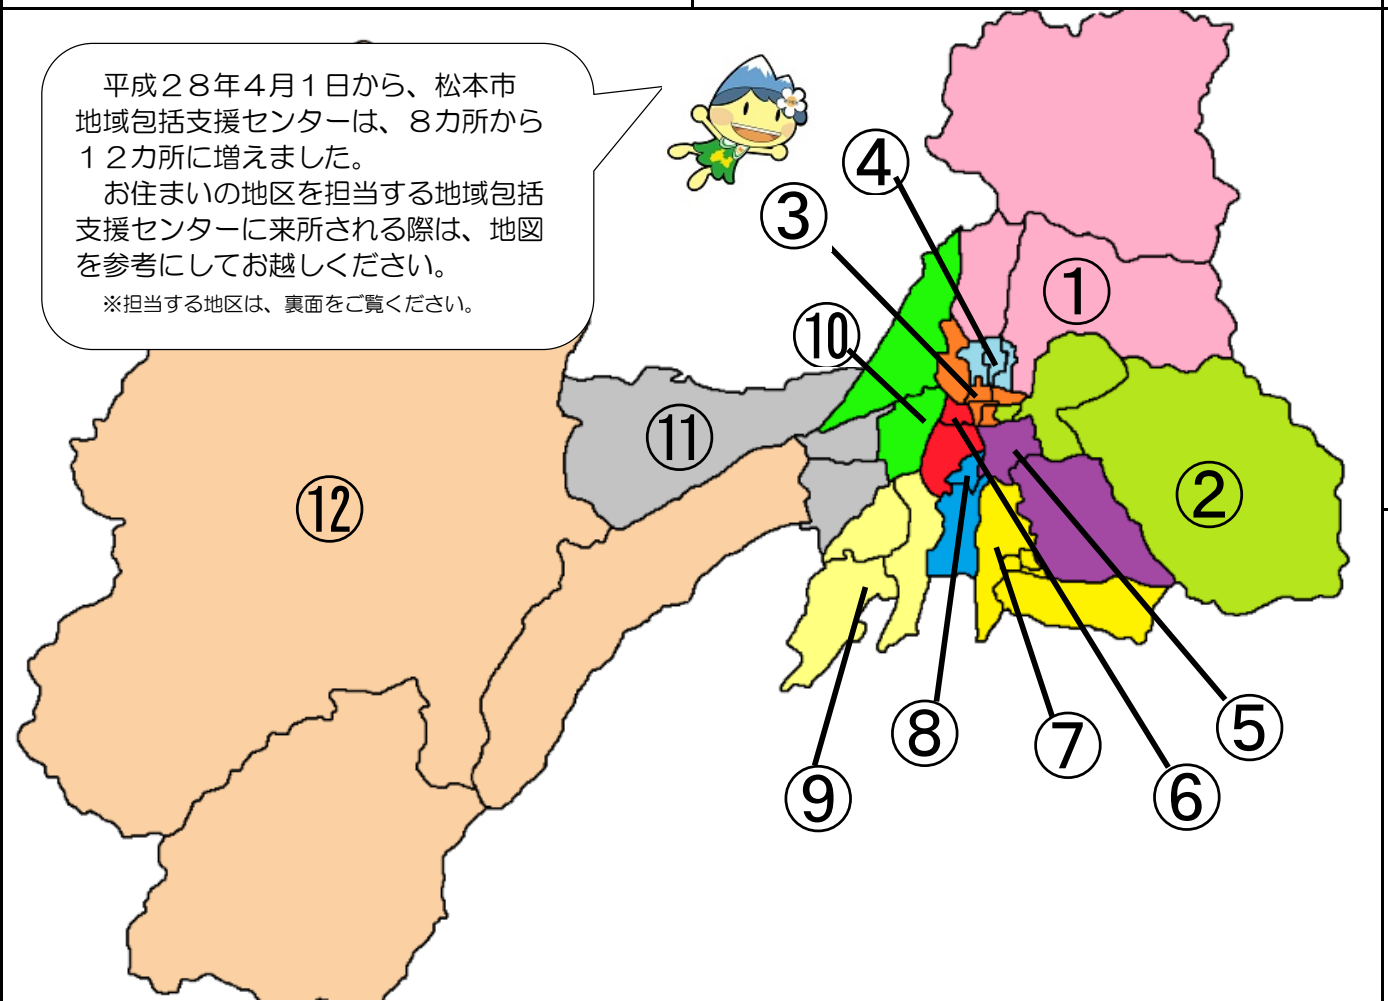 平成２８年４月１日から、松本市
地域包括支援センターは、８カ所から
１２カ所に増えました。
お住まいの地区を担当する地域包括
支援センターに来所される際は、地図
を参考にしてお越しください。
※担当する地区は、裏面をご覧ください。
④
③
①
⑩
⑪
②
⑫
⑤
⑧
⑦
⑨
⑥